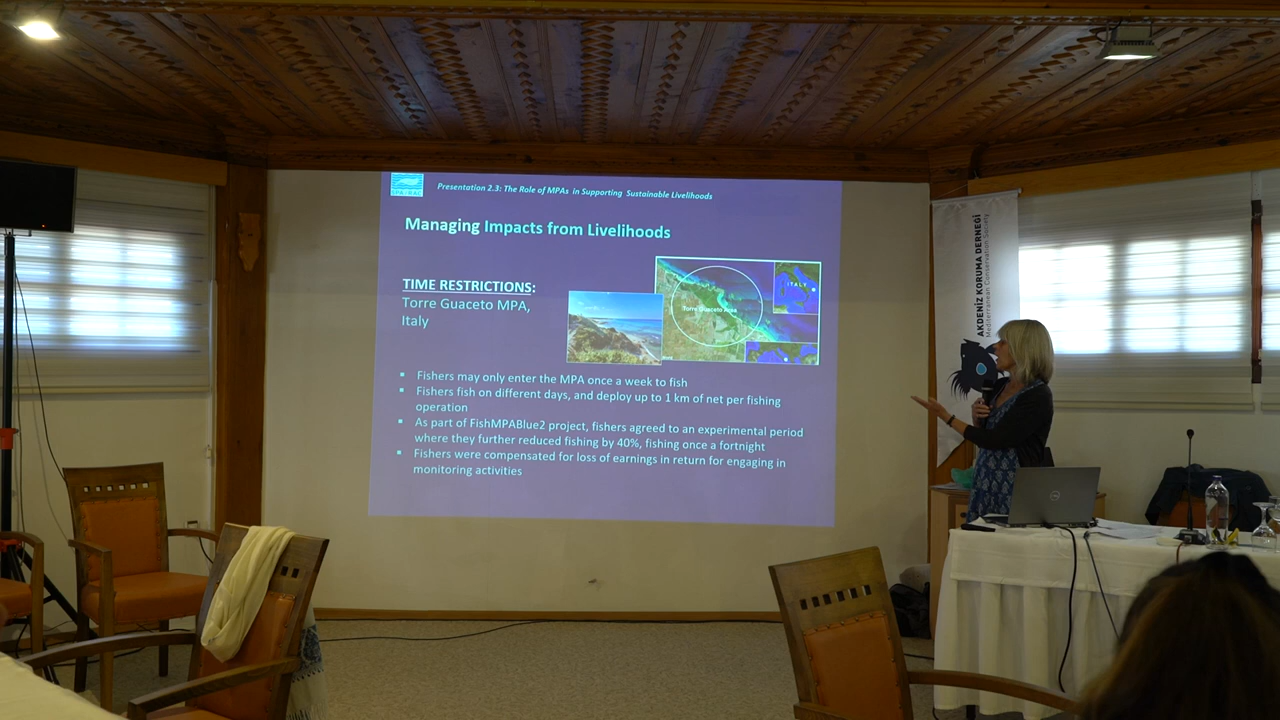 SPA/RAC
Presentation 2.3: The Role of MPAs in Supporting Sustainable Livelihoods
Managing Impacts from Livelihoods
TIME RESTRICTIONS:
Torre Guaceto MPA,
Italy
ITALY
Torre Guaceto Area
▪ Fishers may only enter the MPA once a week to fish
▪ Fishers fish on different days, and deploy up to 1 km of net per fishing
operation
▪ As part of FishMPABlue2 project, fishers agreed to an experimental period
where they further reduced fishing by 40%, fishing once a fortnight
▪ Fishers were compensated for loss of earnings in return for engaging in
monitoring activities
AKDENİZ KORUMA DERNEĞİ
Mediterranean Conservation Society
DELL